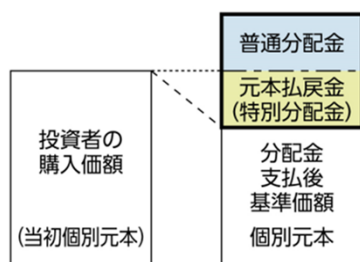 普通分配金
元本払戻金
(特別分配金)
投資者の
購入価額
(当初個別元本)
分配金
支払後
基準価額
個別元本